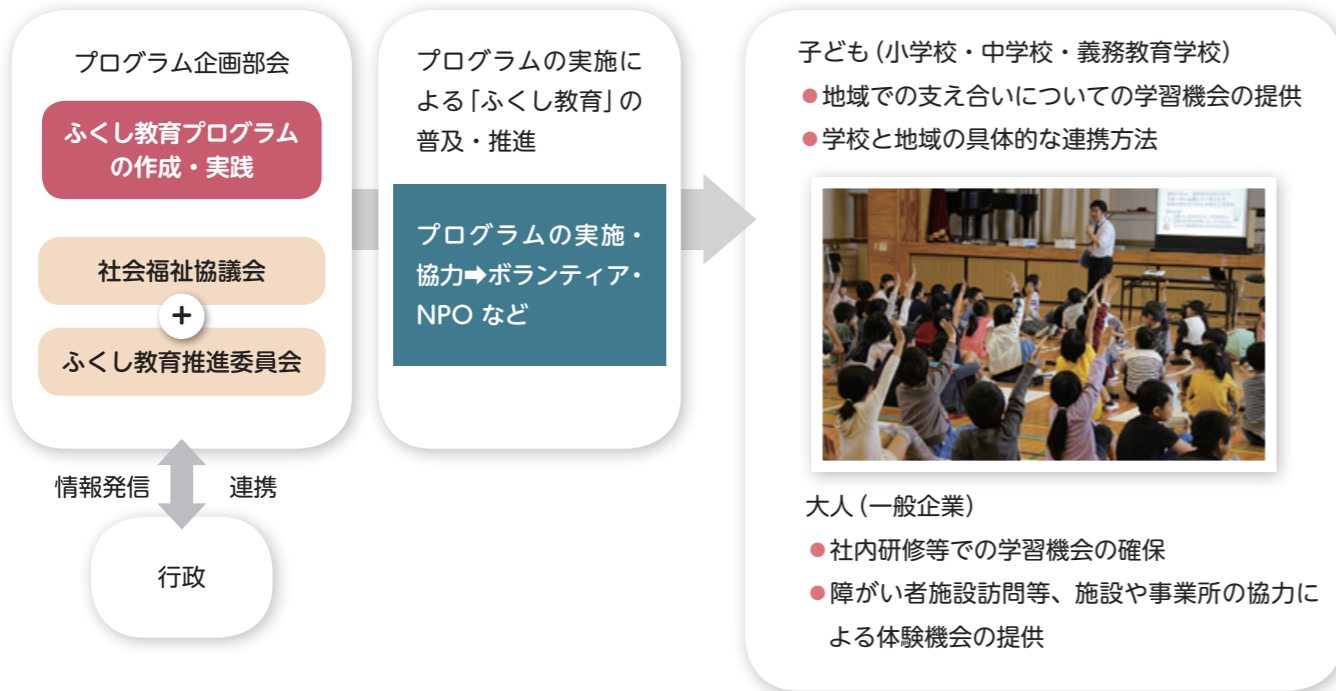 プログラム企画部会
ふくし教育プログラム
の作成・実践
社会福祉協議会
+
ふくし教育推進委員会
情報発信
連携
行政
プログラムの実施に
よる「ふくし教育」の
普及・推進
プログラムの実施・
協力➡ボランティア・
NPO など
子ども(小学校・中学校・義務教育学校)
●地域での支え合いについての学習機会の提供
●学校と地域の具体的な連携方法
大人(一般企業)
●社内研修等での学習機会の確保
●障がい者施設訪問等、施設や事業所の協力に
よる体験機会の提供